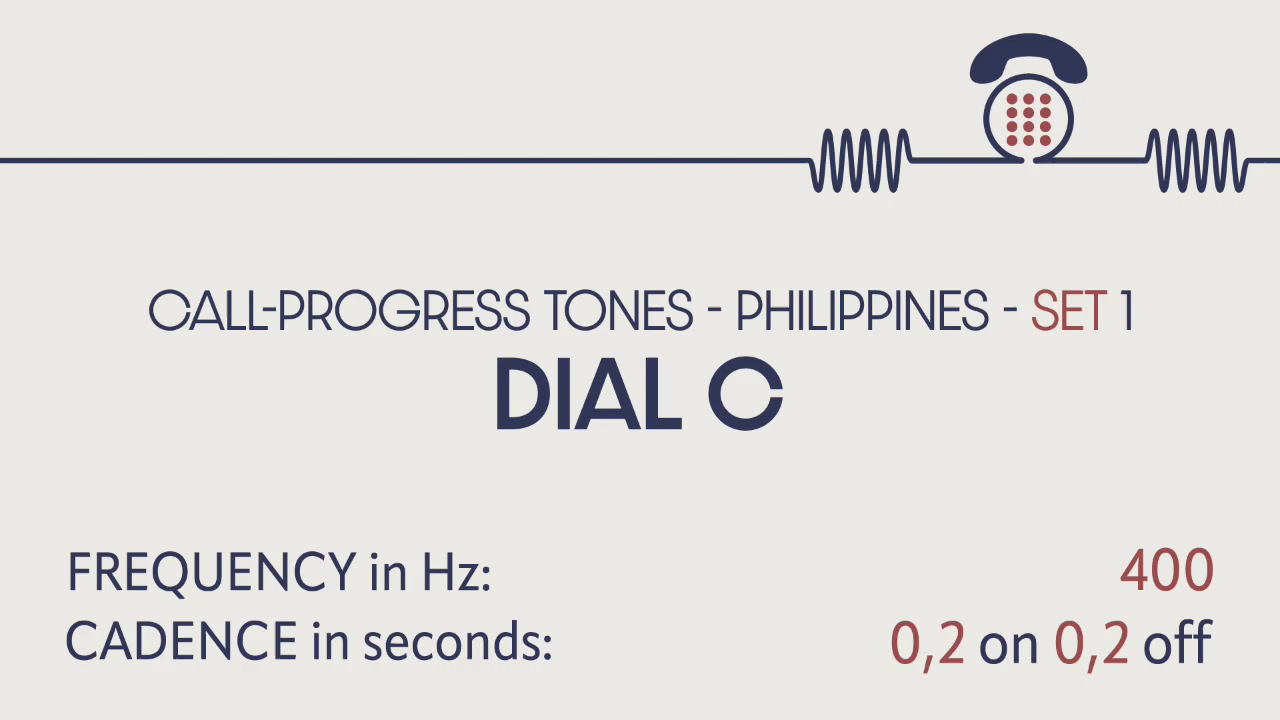 CALL-PROGRESS TONES - PHILIPPINES - SET 1
DIAL C
FREQUENCY in Hz: 400
CADENCE in seconds: 0,2 on 0,2 off